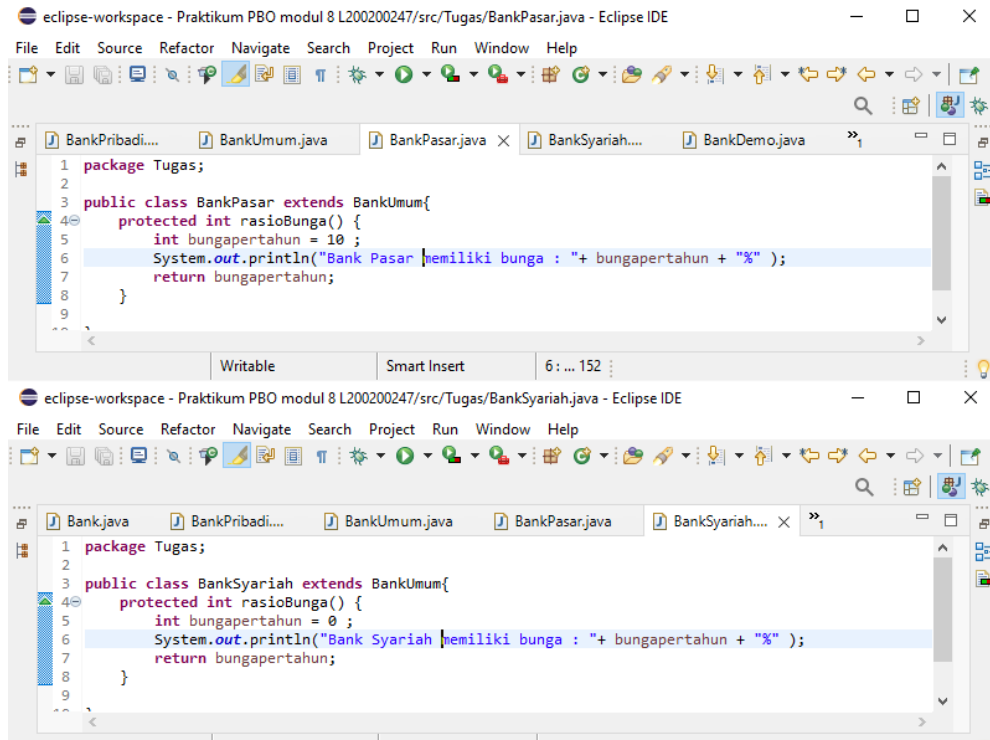 eclipse-workspace - Praktikum PBO modul 8 L200200247/src/Tugas/BankPasar.java - Eclipse IDE
File Edit Source Refactor Navigate Search Project Run Window Help
BankPribadi.... BankUmum.java BankPasar.java BankSyariah.... BankDemo.java »1
1 package Tugas;
2
3 public class BankPasar extends BankUmum{
4 protected int rasioBunga() {
5 int bungapertahun = 10 ;
6 System.out.println("Bank Pasar memiliki bunga : "+ bungapertahun + "%" );
7 return bungapertahun;
8 }
9
Writable Smart Insert 6 : ... 152
eclipse-workspace - Praktikum PBO modul 8 L200200247/src/Tugas/BankSyariah.java - Eclipse IDE
File Edit Source Refactor Navigate Search Project Run Window Help
Bank.java BankPribadi.... BankUmum.java BankPasar.java BankSyariah.... »1
1 package Tugas;
2
3 public class BankSyariah extends BankUmum{
4 protected int rasioBunga() {
5 int bungapertahun = 0 ;
6 System.out.println("Bank Syariah memiliki bunga : "+ bungapertahun + "%" );
7 return bungapertahun;
8 }
9